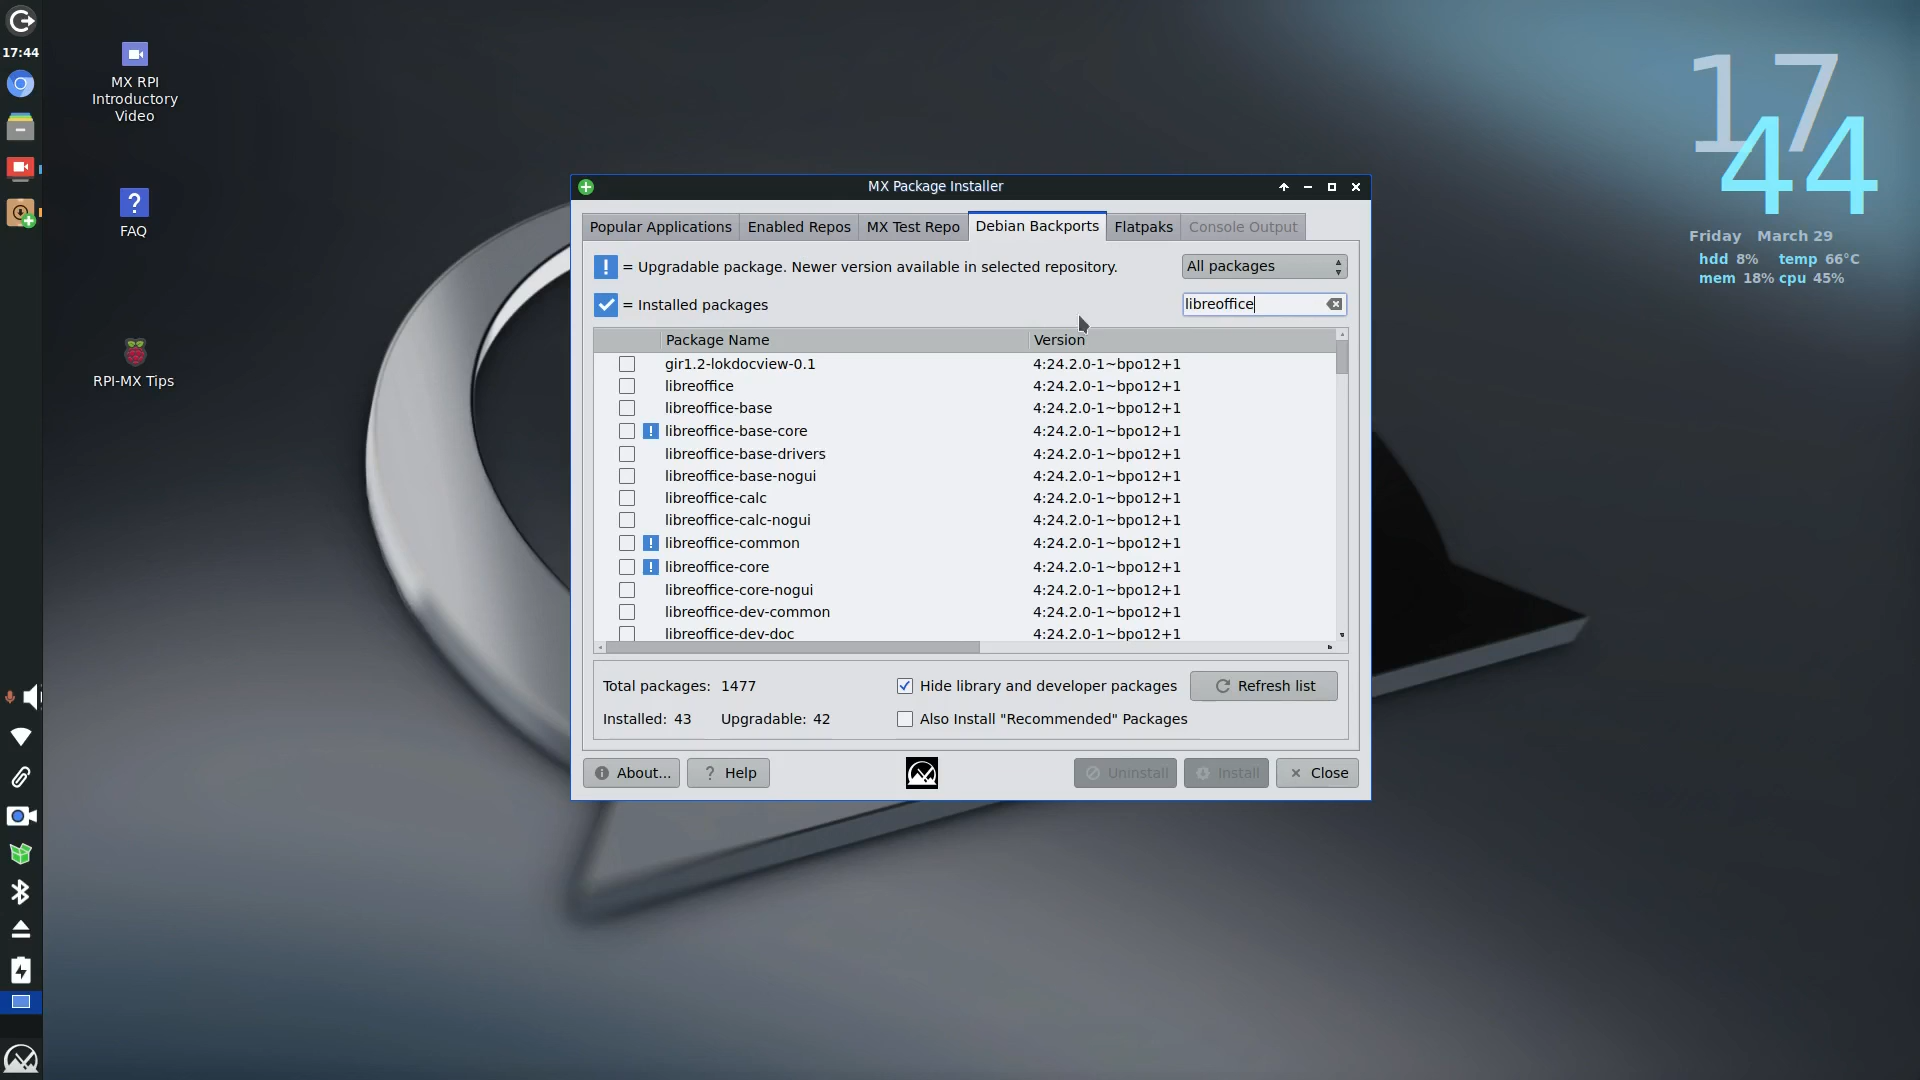 17:44
MX RPI
Introductory
Video
FAQ
RPI-MX Tips
17
44
Friday March 29
hdd 8% temp 66°C
mem 18% cpu 45%
MX Package Installer
Popular Applications
Enabled Repos
MX Test Repo
Debian Backports
Flatpaks
Console Output
! = Upgradable package. Newer version available in selected repository.
All packages
= Installed packages
libreoffice
Package Name Version
gir1.2-lokdocview-0.1 4:24.2.0-1~bpo12+1
libreoffice 4:24.2.0-1~bpo12+1
libreoffice-base 4:24.2.0-1~bpo12+1
! libreoffice-base-core 4:24.2.0-1~bpo12+1
libreoffice-base-drivers 4:24.2.0-1~bpo12+1
libreoffice-base-nogui 4:24.2.0-1~bpo12+1
libreoffice-calc 4:24.2.0-1~bpo12+1
libreoffice-calc-nogui 4:24.2.0-1~bpo12+1
! libreoffice-common 4:24.2.0-1~bpo12+1
! libreoffice-core 4:24.2.0-1~bpo12+1
libreoffice-core-nogui 4:24.2.0-1~bpo12+1
libreoffice-dev-common 4:24.2.0-1~bpo12+1
libreoffice-dev-doc 4:24.2.0-1~bpo12+1
Total packages: 1477
Hide library and developer packages
Refresh list
Installed: 43 Upgradable: 42
Also Install "Recommended" Packages
About...
? Help
Uninstall
Install
Close